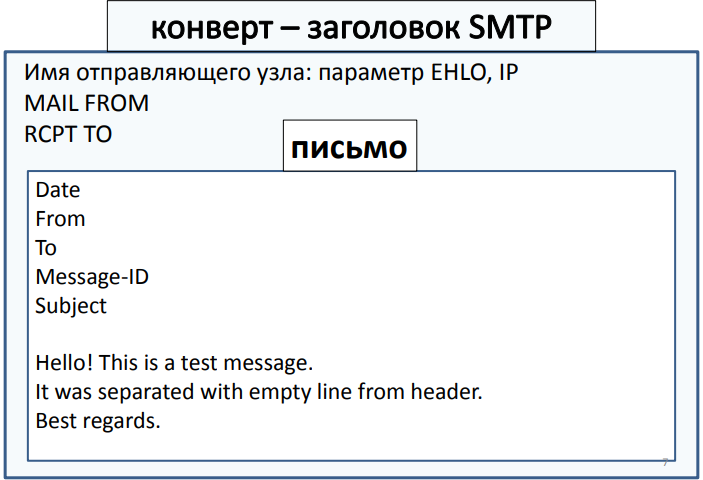 конверт – заголовок SMTP
Имя отправляющего узла: параметр EHLO, IP
MAIL FROM
RCPT TO
письмо
Date
From
To
Message-ID
Subject
Hello! This is a test message.
It was separated with empty line from header.
Best regards.
7